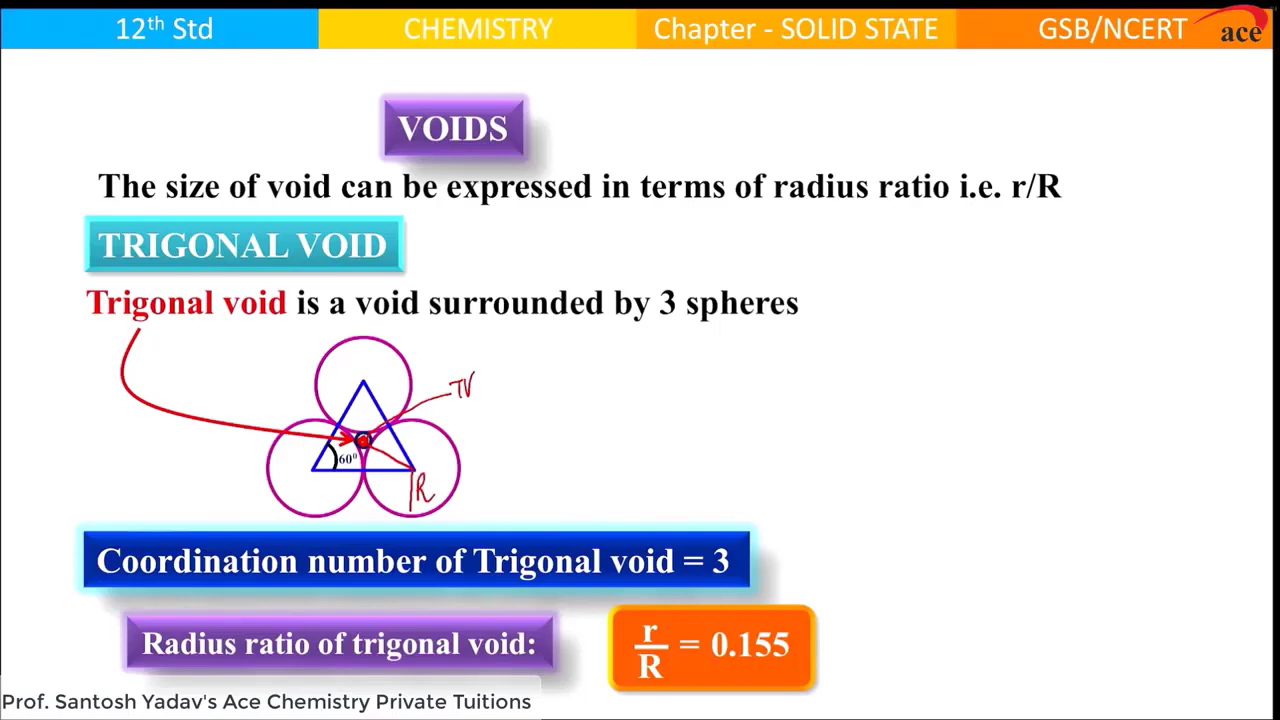 12th Std
CHEMISTRY
Chapter - SOLID STATE
GSB/NCERT
ace
VOIDS
The size of void can be expressed in terms of radius ratio i.e. r/R
TRIGONAL VOID
Trigonal void is a void surrounded by 3 spheres
TV
60⁰
R
Coordination number of Trigonal void = 3
Radius ratio of trigonal void:
r/R = 0.155
Prof. Santosh Yadav's Ace Chemistry Private Tuitions